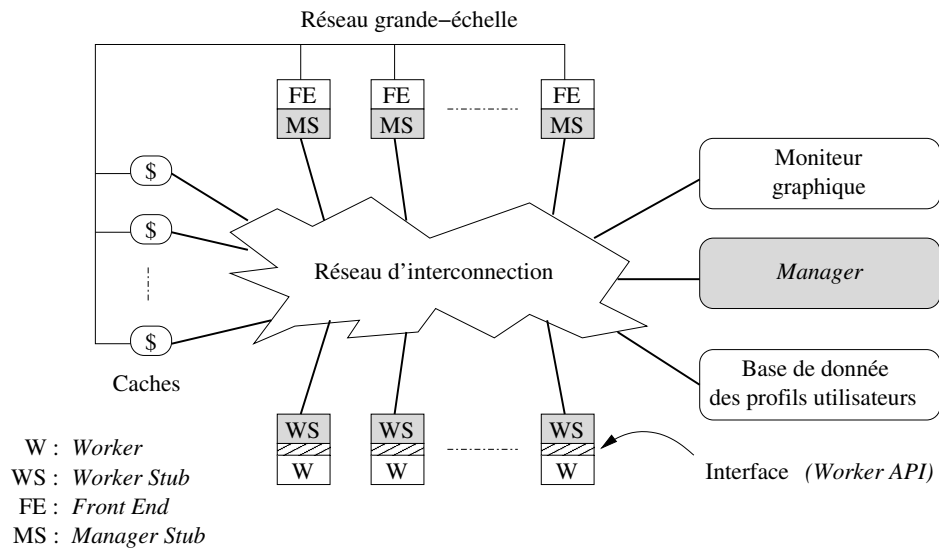 Réseau grande−échelle
FE
FE
FE
MS
MS
MS
$
$
$
Caches
Réseau d'interconnection
Moniteur
graphique
Manager
Base de donnée
des profils utilisateurs
WS
WS
WS
W
W
W
Interface (Worker API)
W : Worker
WS : Worker Stub
FE : Front End
MS : Manager Stub